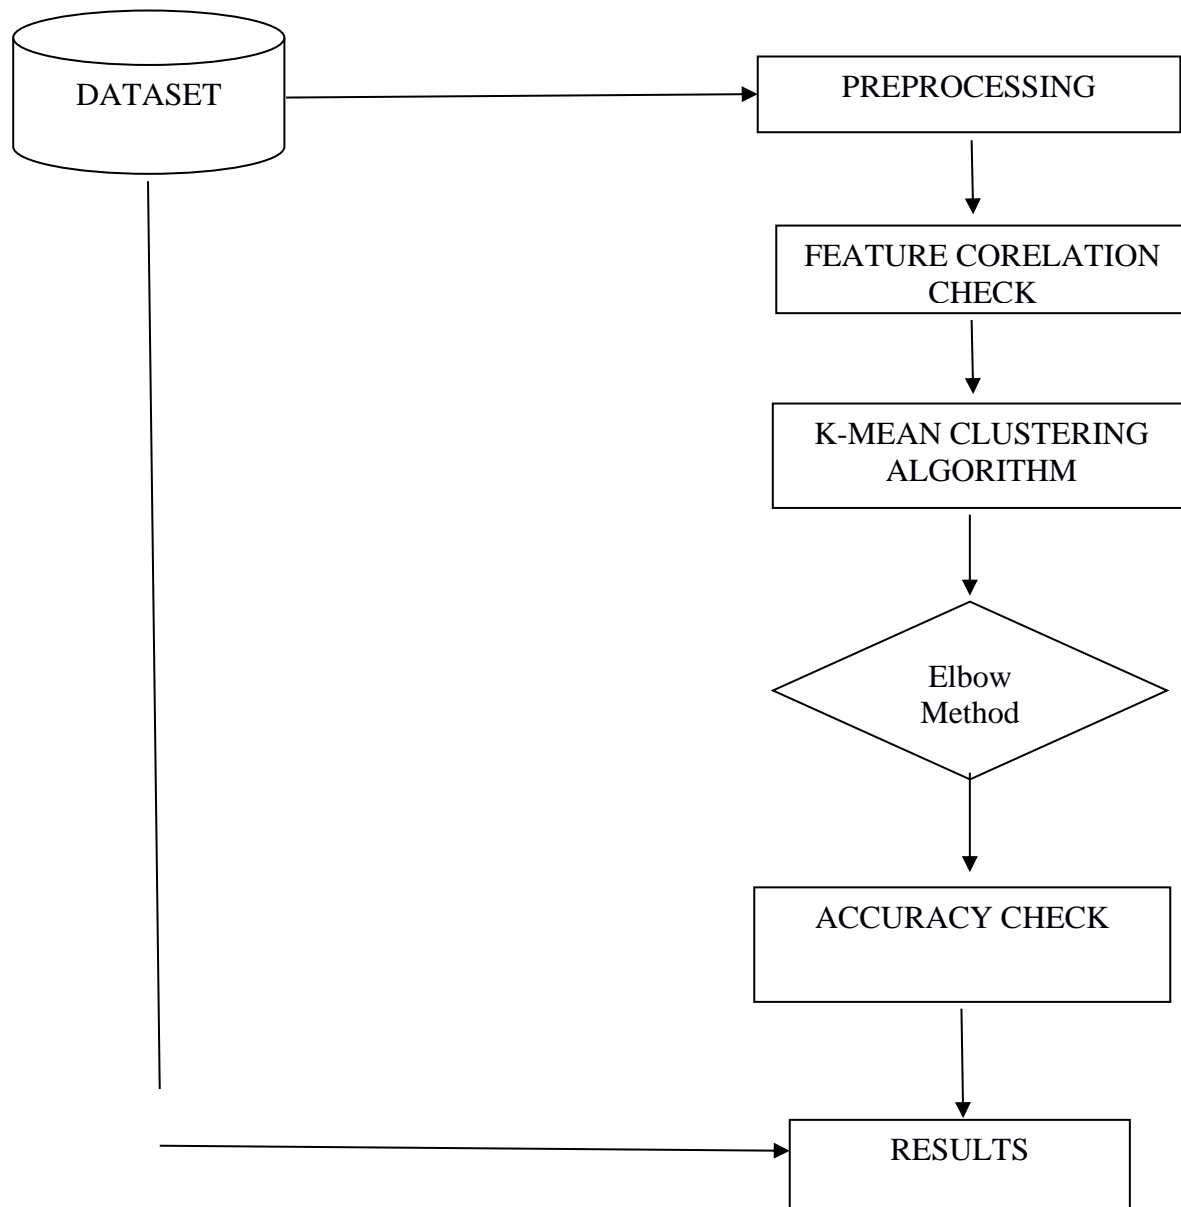 DATASET
PREPROCESSING
FEATURE CORELATION
CHECK
K-MEAN CLUSTERING
ALGORITHM
Elbow
Method
ACCURACY CHECK
RESULTS